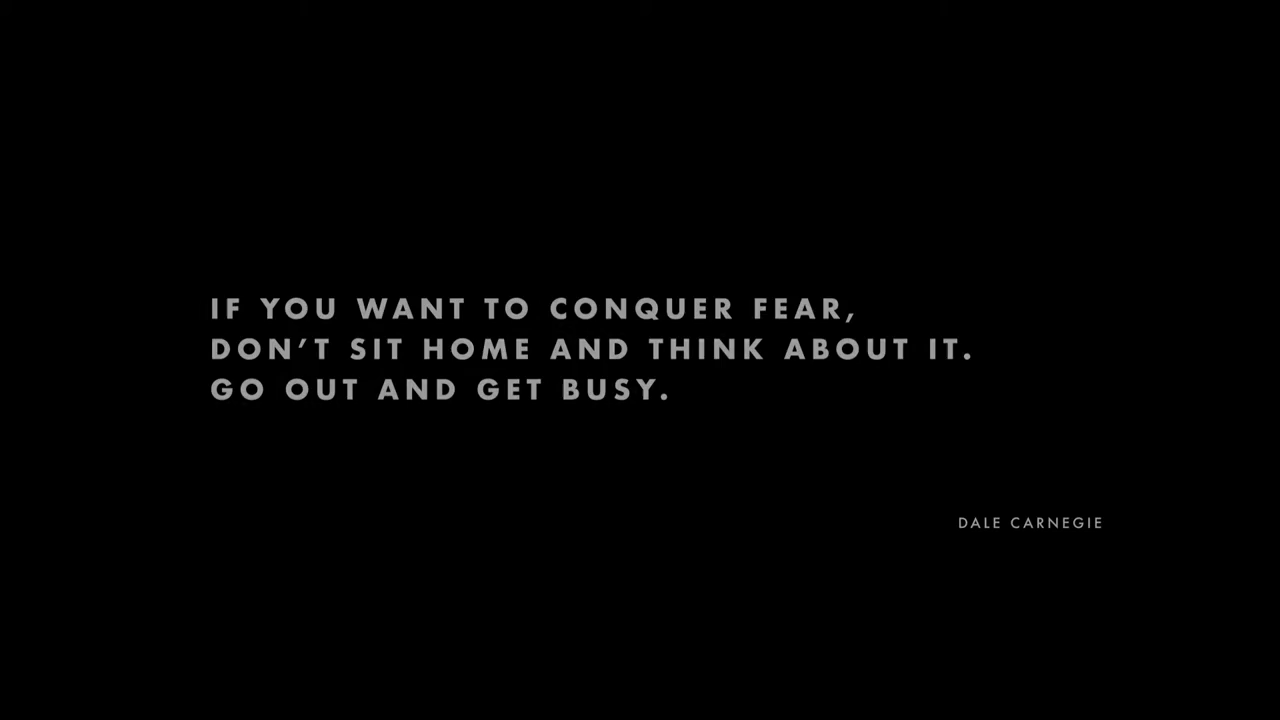 IF YOU WANT TO CONQUER FEAR,
DON’T SIT HOME AND THINK ABOUT IT.
GO OUT AND GET BUSY.
DALE CARNEGIE